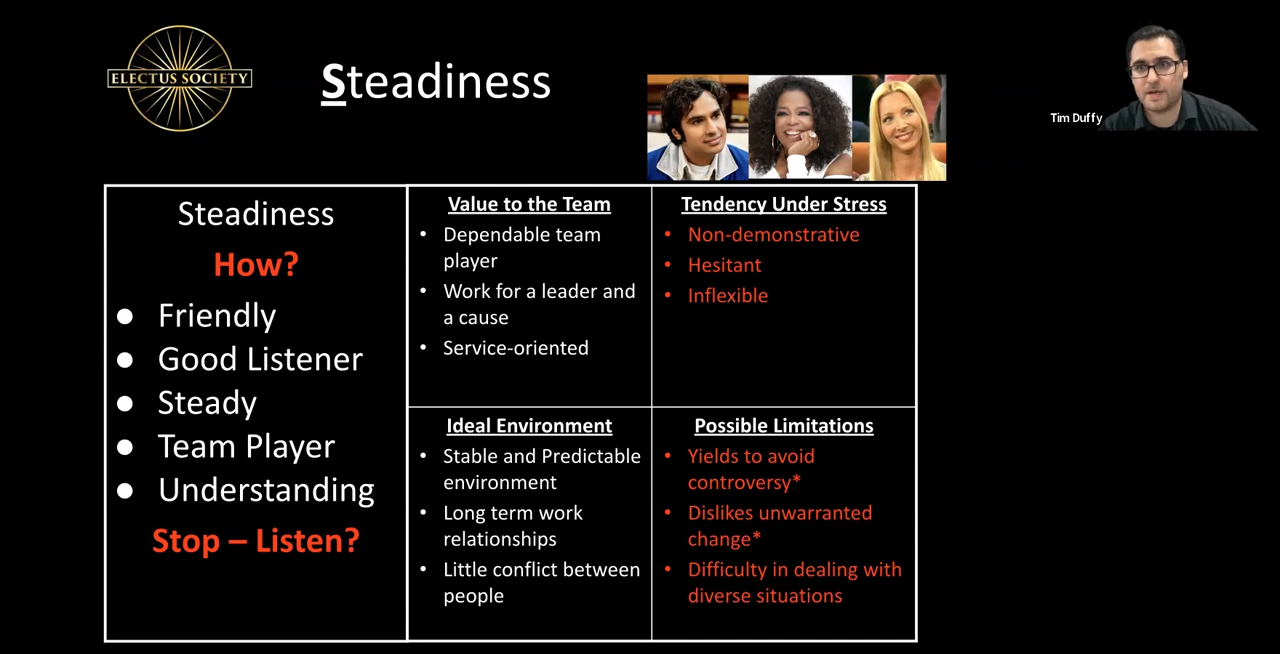 ELECTUS SOCIETY
Steadiness
Tim Duffy
Steadiness
How?
● Friendly
● Good Listener
● Steady
● Team Player
● Understanding
Stop – Listen?
Value to the Team
• Dependable team
player
• Work for a leader and
a cause
• Service-oriented
Tendency Under Stress
• Non-demonstrative
• Hesitant
• Inflexible
Ideal Environment
• Stable and Predictable
environment
• Long term work
relationships
• Little conflict between
people
Possible Limitations
• Yields to avoid
controversy*
• Dislikes unwarranted
change*
• Difficulty in dealing with
diverse situations